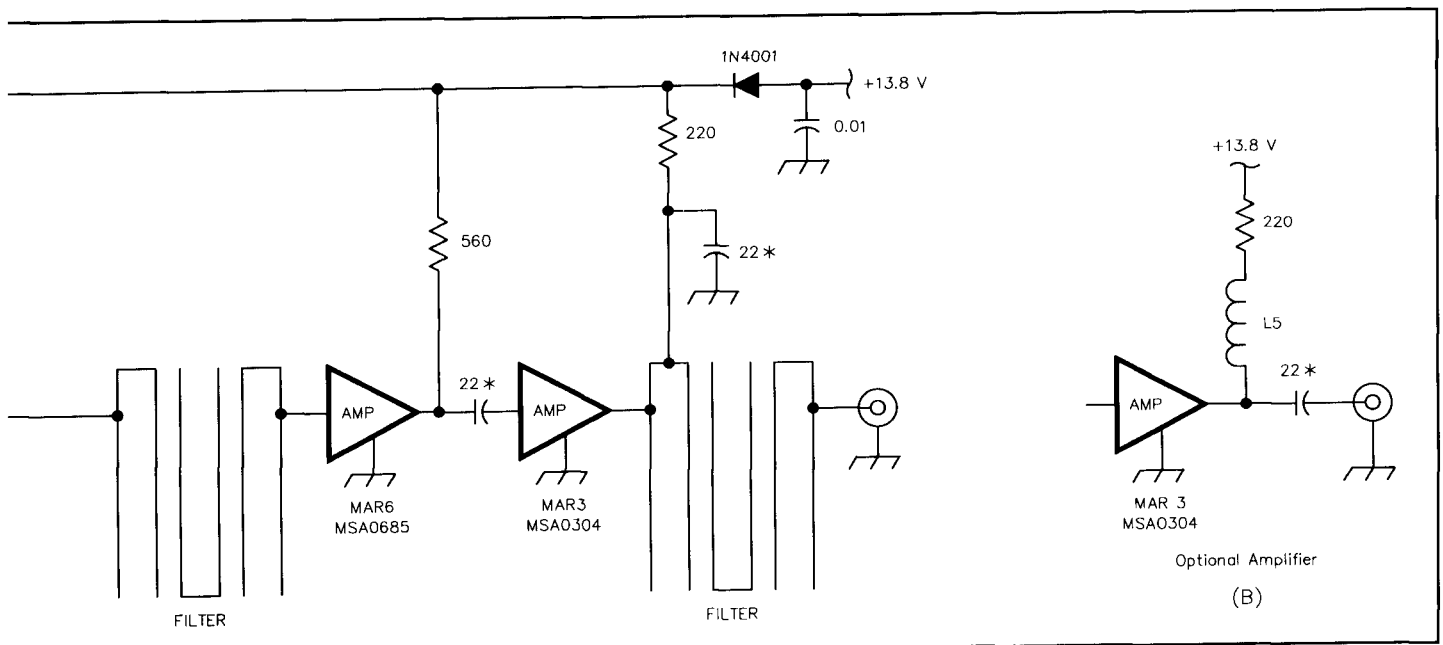 1N4001
+13.8 V
0.01
220
560
22*
22*
AMP
AMP
MAR6
MSA0685
MAR3
MSA0304
FILTER
FILTER
+13.8 V
220
L5
22*
AMP
MAR 3
MSA0304
Optional Amplifier
(B)